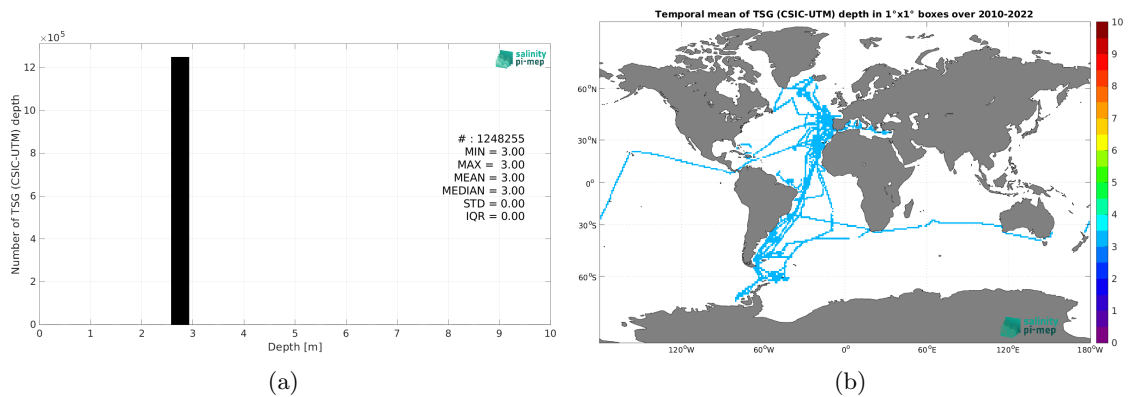 ×10⁵
12
10
8
6
4
2
0
Number of TSG (CSIC-UTM) depth
salinity
pi-mep
# : 1248255
MIN = 3.00
MAX = 3.00
MEAN = 3.00
MEDIAN = 3.00
STD = 0.00
IQR = 0.00
0 1 2 3 4 5 6 7 8 9 10
Depth [m]
(a)
Temporal mean of TSG (CSIC-UTM) depth in 1°x1° boxes over 2010-2022
60°N
30°N
0°
30°S
60°S
120°W 60°W 0° 60°E 120°E 180°W
salinity
pi-mep
10
9
8
7
6
5
4
3
2
1
0
(b)